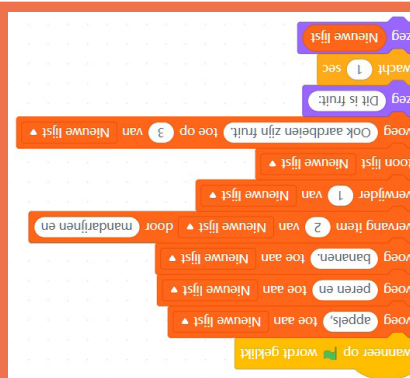 wanneer op wordt geklikt
voeg appels, toe aan Nieuwe lijst
voeg peren en toe aan Nieuwe lijst
voeg bananen. toe aan Nieuwe lijst
vervang item 2 van Nieuwe lijst door mandarijnen en
verwijder 1 van Nieuwe lijst
toon lijst Nieuwe lijst
voeg Ook aardbeien zijn fruit. toe op 3 van Nieuwe lijst
zeg Dit is fruit:
wacht 1 sec
zeg Nieuwe lijst